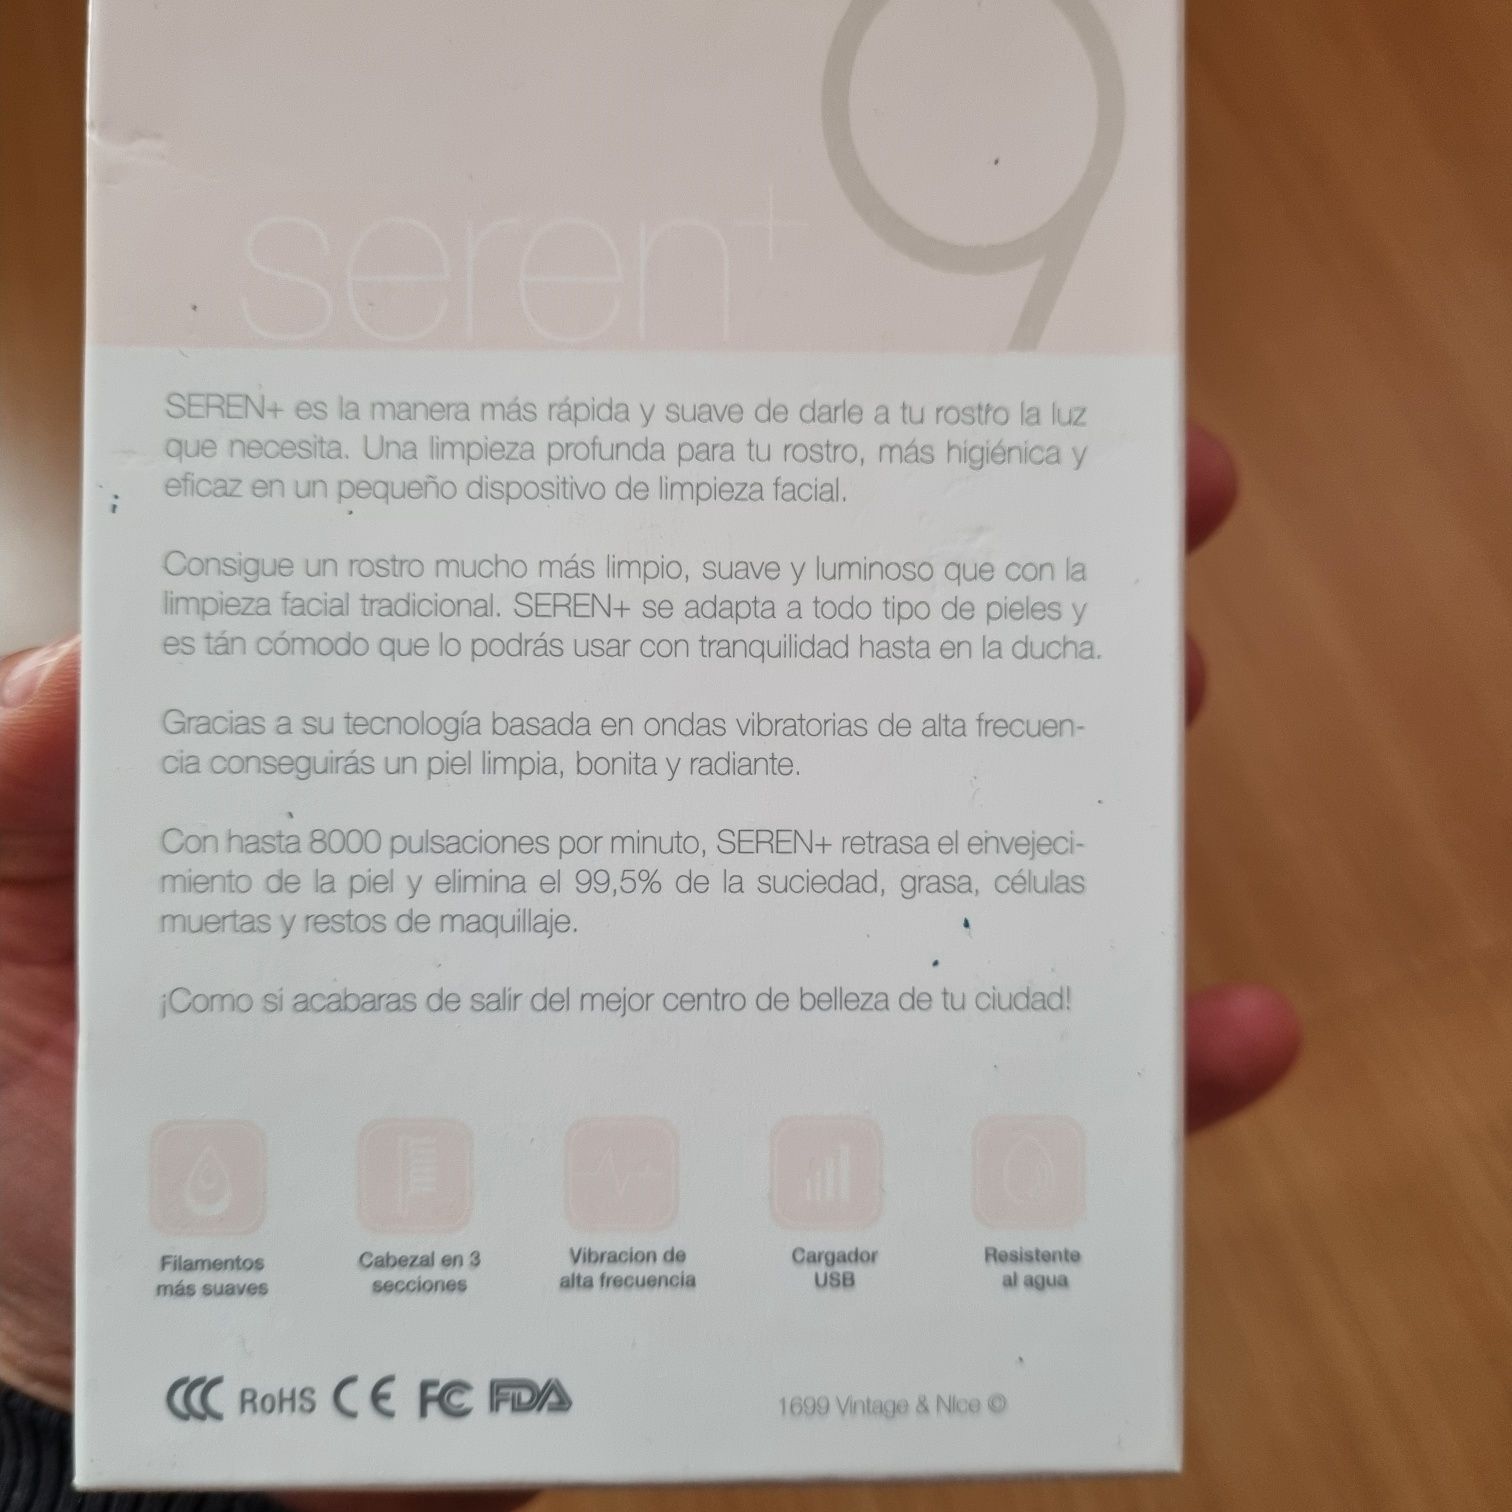 9
seren+
SEREN+ es la manera más rápida y suave de darle a tu rostro la luz
que necesita. Una limpieza profunda para tu rostro, más higiénica y
eficaz en un pequeño dispositivo de limpieza facial.
Consigue un rostro mucho más limpio, suave y luminoso que con la
limpieza facial tradicional. SEREN+ se adapta a todo tipo de pieles y
es tán cómodo que lo podrás usar con tranquilidad hasta en la ducha.
Gracias a su tecnología basada en ondas vibratorias de alta frecuen-
cia conseguirás un piel limpia, bonita y radiante.
Con hasta 8000 pulsaciones por minuto, SEREN+ retrasa el envejeci-
miento de la piel y elimina el 99,5% de la suciedad, grasa, células
muertas y restos de maquillaje.
¡Como si acabaras de salir del mejor centro de belleza de tu ciudad!
Filamentos
más suaves
Cabezal en 3
secciones
Vibracion de
alta frecuencia
Cargador
USB
Resistente
al agua
CCC RoHS CE FC FDA
1699 Vintage & NIce ©